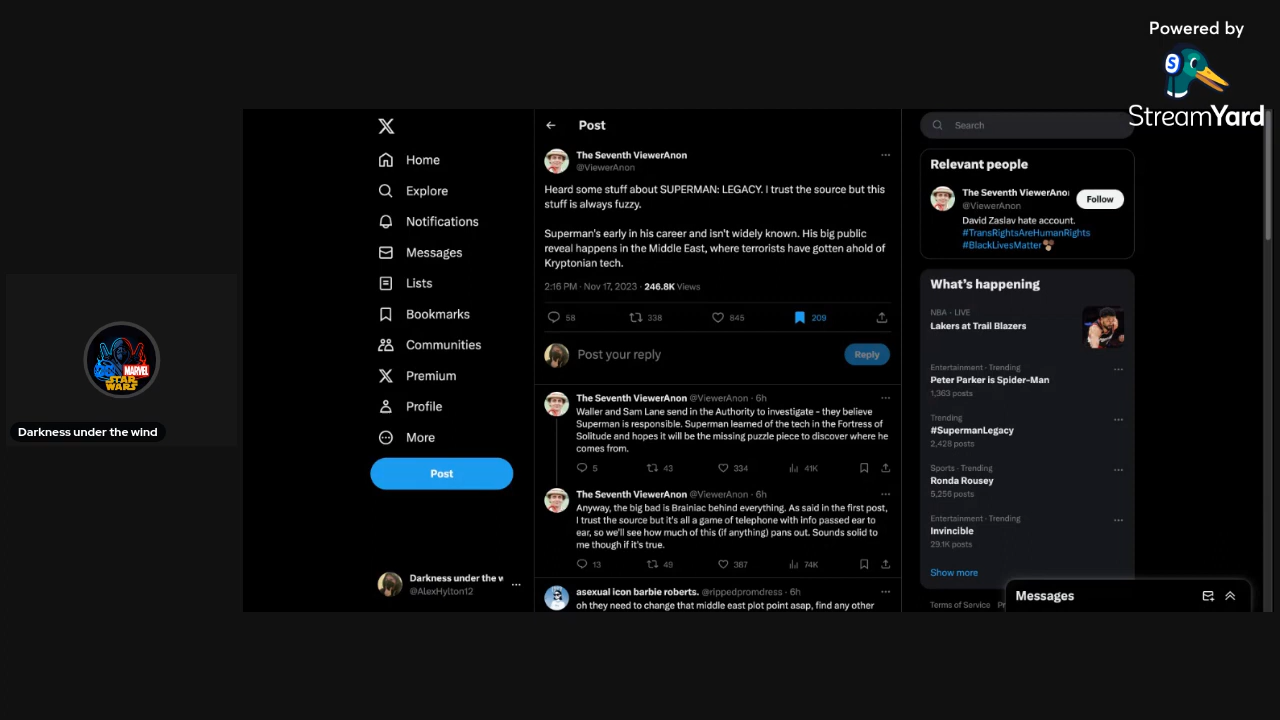 Powered by
StreamYard
MARVEL
STAR
WARS
Darkness under the wind
Home
Explore
Notifications
Messages
Lists
Bookmarks
Communities
Premium
Profile
More
Post
Darkness under the w
@AlexHylton12
Post
The Seventh ViewerAnon
@ViewerAnon
Heard some stuff about SUPERMAN: LEGACY. I trust the source but this
stuff is always fuzzy.
Superman's early in his career and isn't widely known. His big public
reveal happens in the Middle East, where terrorists have gotten ahold of
Kryptonian tech.
2:16 PM · Nov 17, 2023 · 246.8K Views
58 338 845 209
Post your reply
Reply
The Seventh ViewerAnon @ViewerAnon · 6h
Waller and Sam Lane send in the Authority to investigate - they believe
Superman is responsible. Superman learned of the tech in the Fortress of
Solitude and hopes it will be the missing puzzle piece to discover where he
comes from.
5 43 334 41K
The Seventh ViewerAnon @ViewerAnon · 6h
Anyway, the big bad is Brainiac behind everything. As said in the first post,
I trust the source but it's all a game of telephone with info passed ear to
ear, so we'll see how much of this (if anything) pans out. Sounds solid to
me though if it's true.
13 49 387 74K
asexual icon barbie roberts. @rippedpromdress · 6h
oh they need to change that middle east plot point asap, find any other
Search
Relevant people
The Seventh ViewerAnon
@ViewerAnon
Follow
David Zaslav hate account.
#TransRightsAreHumanRights
#BlackLivesMatter
What's happening
NBA · LIVE
Lakers at Trail Blazers
Entertainment · Trending
Peter Parker is Spider-Man
1,363 posts
Trending
#SupermanLegacy
2,428 posts
Sports · Trending
Ronda Rousey
5,256 posts
Entertainment · Trending
Invincible
29.1K posts
Show more
Terms of Service
Messages